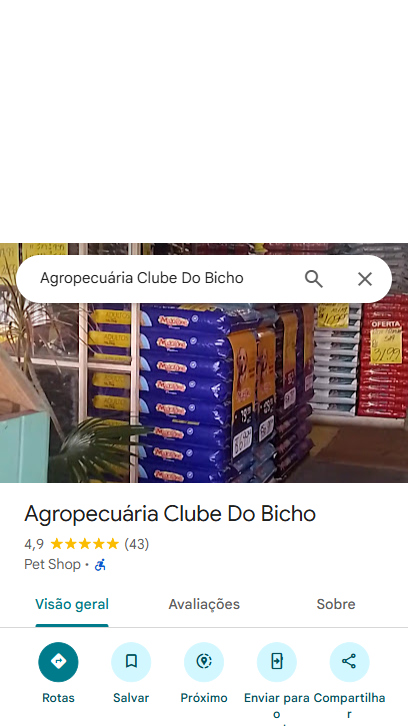 Agropecuária Clube Do Bicho
OFERTA
Agropecuária Clube Do Bicho
4,9 (43)
Pet Shop ·
Visão geral
Avaliações
Sobre
Rotas
Salvar
Próximo
Enviar para o
Compartilhar